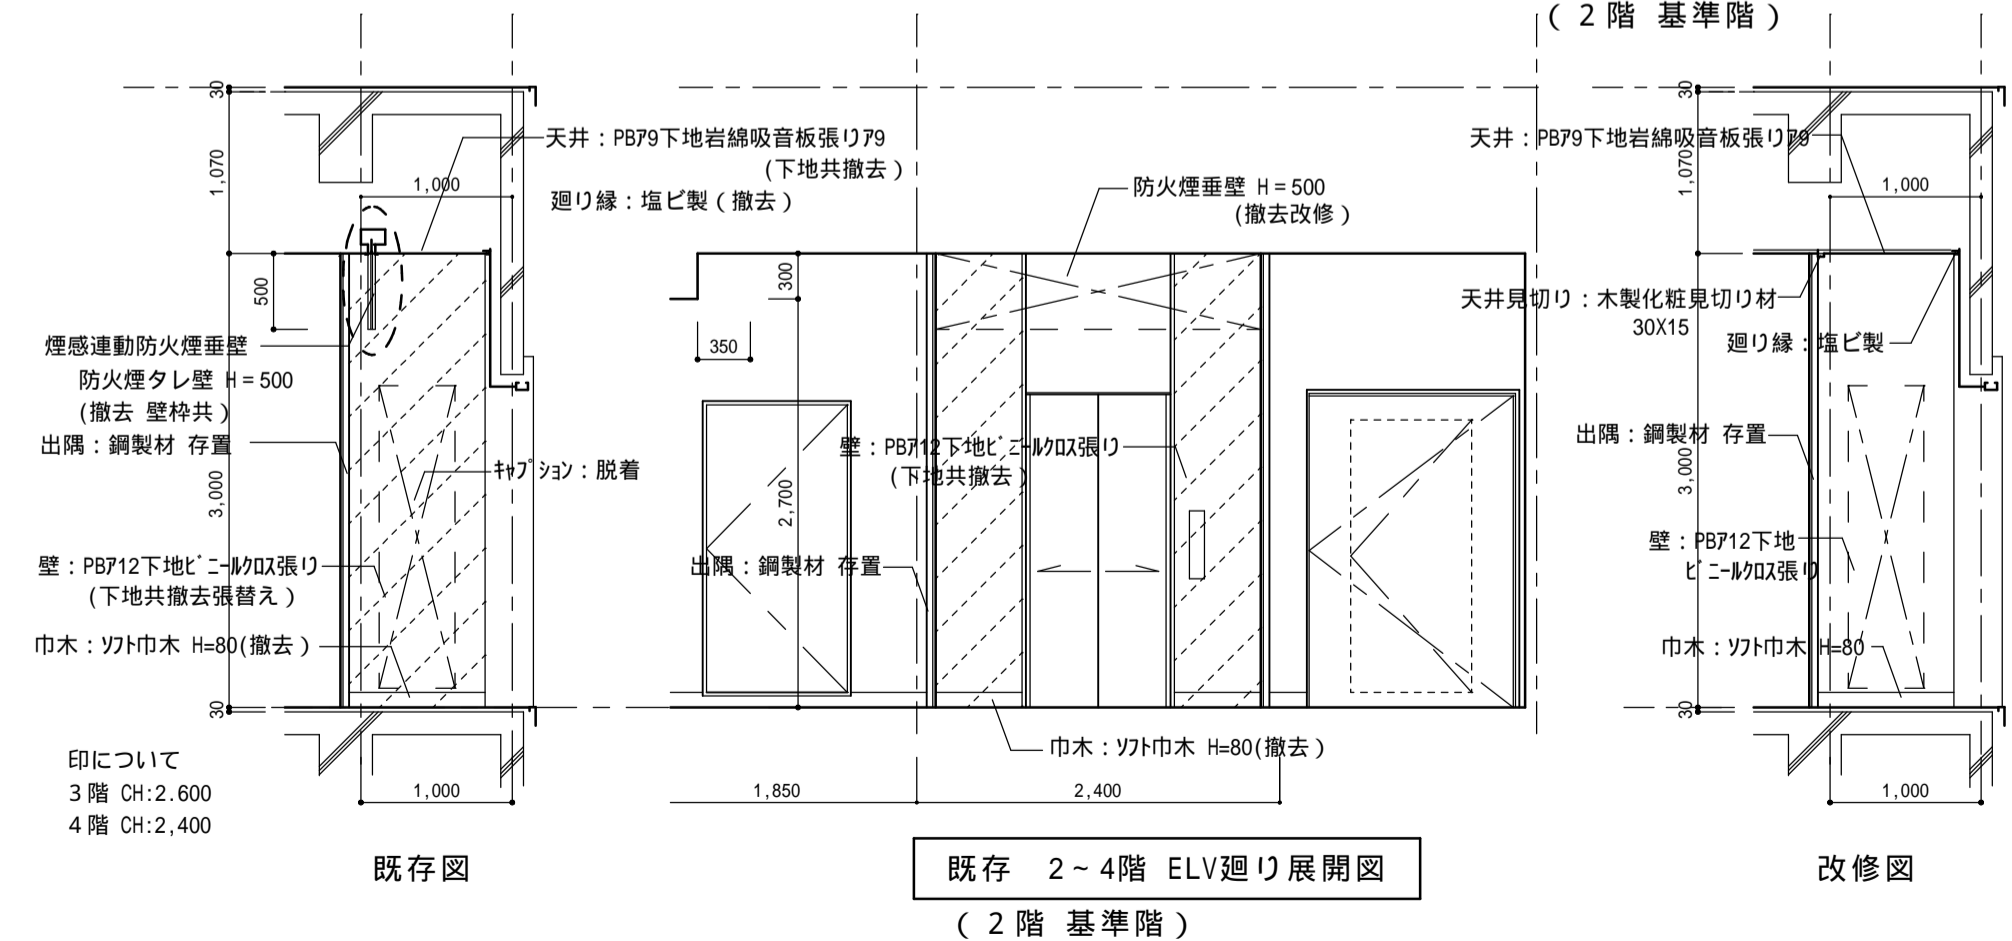 (２階 基準階)
30
1,070
1,000
天井：PBｱ9下地岩綿吸音板張りｱ9
(下地共撤去)
廻り縁：塩ビ製(撤去)
500
煙感連動防火煙垂壁
防火煙タレ壁 H=500
(撤去 壁枠共)
出隅：鋼製材 存置
3,000
キャプション：脱着
壁：PBｱ12下地ビニールクロス張り
(下地共撤去張替え)
巾木：ソフト巾木 H=80(撤去)
30
印について
3階 CH:2.600
4階 CH:2,400
1,000
既存図
防火煙垂壁 H=500
(撤去改修)
300
350
2,700
壁：PBｱ12下地ビニールクロス張り
(下地共撤去)
出隅：鋼製材 存置
巾木：ソフト巾木 H=80(撤去)
1,850
2,400
既存 2~4階 ELV廻り展開図
(２階 基準階)
30
天井：PBｱ9下地岩綿吸音板張りｱ9
1,070
1,000
天井見切り：木製化粧見切り材
30X15
廻り縁：塩ビ製
出隅：鋼製材 存置
3,000
壁：PBｱ12下地
ビニールクロス張り
巾木：ソフト巾木 H=80
30
1,000
改修図